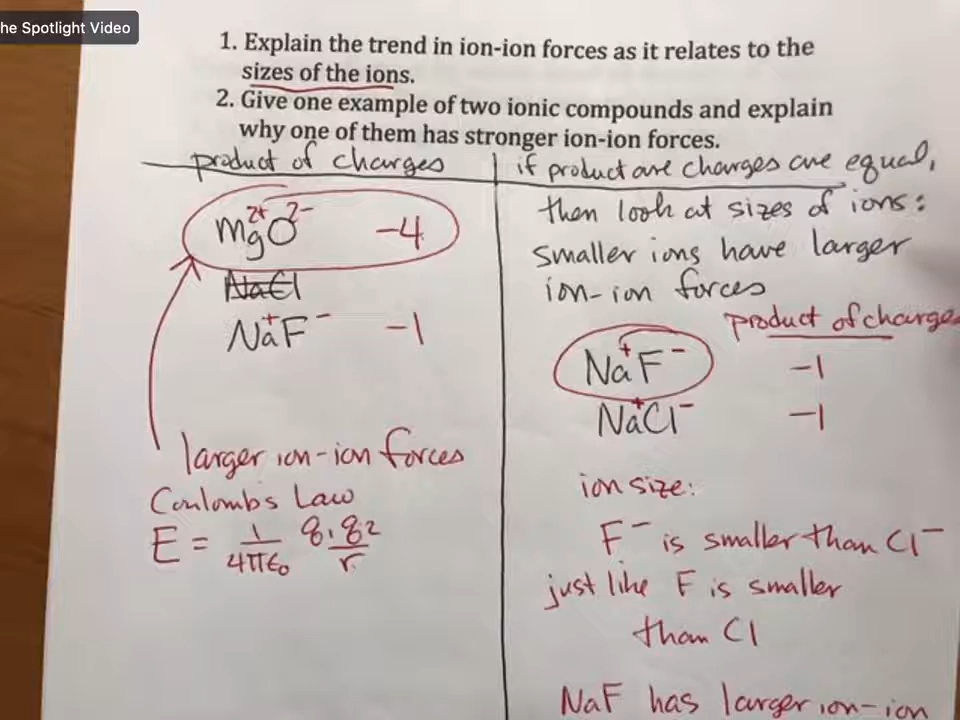 he Spotlight Video
1. Explain the trend in ion-ion forces as it relates to the
sizes of the ions.
2. Give one example of two ionic compounds and explain
why one of them has stronger ion-ion forces.
product of charges
Mg²⁺O²⁻ -4
NaCl
Na⁺F⁻ -1
larger ion-ion forces
Coulombs Law
E = 1/4πϵ₀ q₁q₂/r
if product are charges are equal,
then look at sizes of ions:
smaller ions have larger
ion-ion forces
product of charges
Na⁺F⁻ -1
Na⁺Cl⁻ -1
ion size:
F⁻ is smaller than Cl⁻
just like F is smaller
than Cl
NaF has larger ion-ion